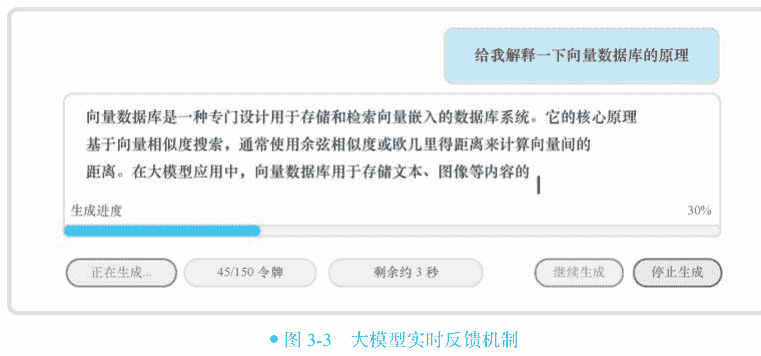 给我解释一下向量数据库的原理
向量数据库是一种专门设计用于存储和检索向量嵌入的数据库系统。它的核心原理
基于向量相似度搜索，通常使用余弦相似度或欧几里得距离来计算向量间的
距离。在大模型应用中，向量数据库用于存储文本、图像等内容的
生成进度 30%
正在生成... 45/150 令牌 剩余约 3 秒 继续生成 停止生成
图 3-3 大模型实时反馈机制